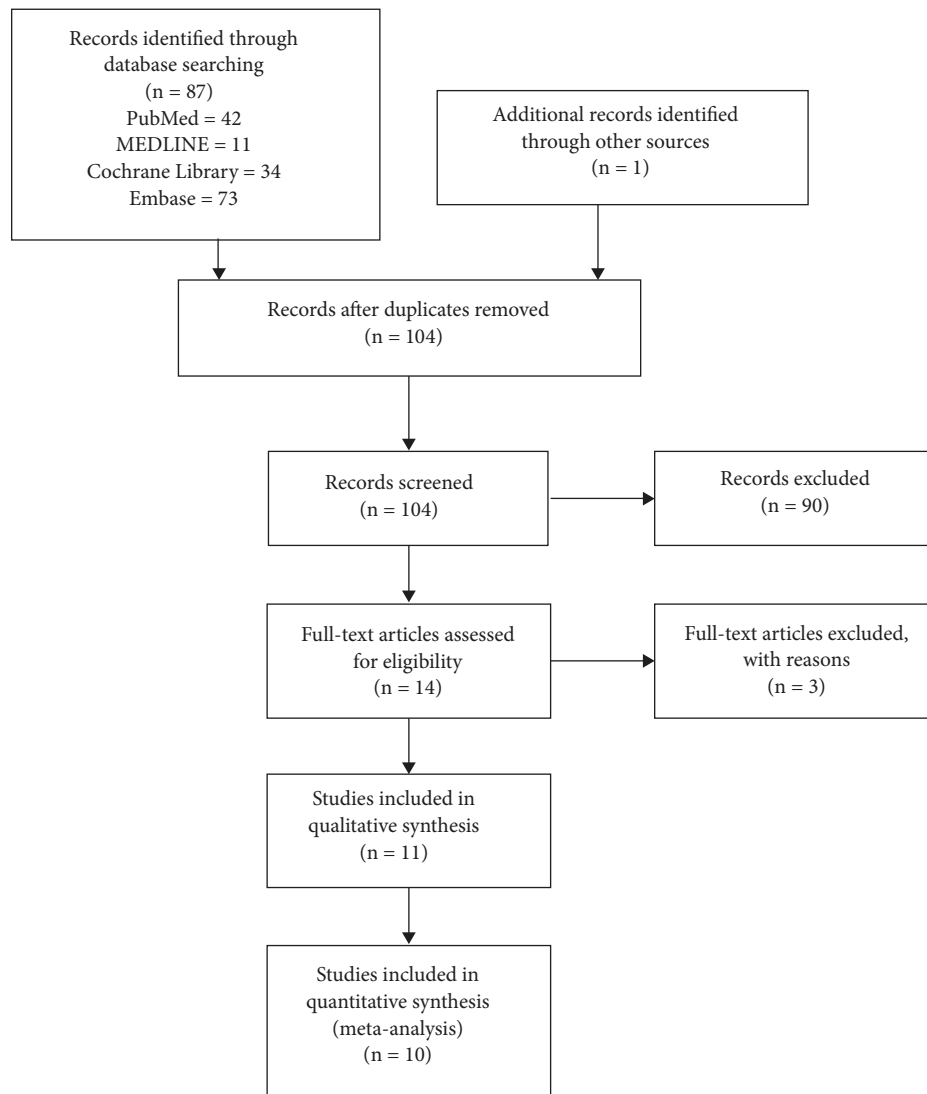 Records identified through
database searching
(n = 87)
PubMed = 42
MEDLINE = 11
Cochrane Library = 34
Embase = 73
Additional records identified
through other sources
(n = 1)
Records after duplicates removed
(n = 104)
Records screened
(n = 104)
Records excluded
(n = 90)
Full-text articles assessed
for eligibility
(n = 14)
Full-text articles excluded,
with reasons
(n = 3)
Studies included in
qualitative synthesis
(n = 11)
Studies included in
quantitative synthesis
(meta-analysis)
(n = 10)